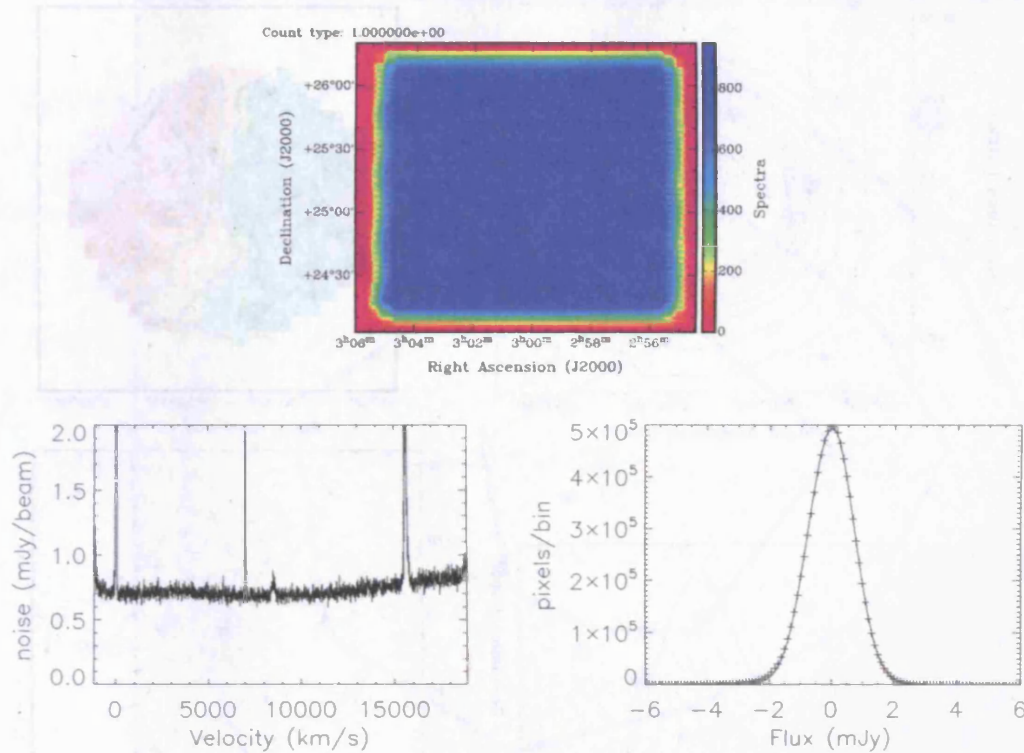 Count type: 1.000000e+00
+26°00'
+25°30'
+25°00'
+24°30'
Declination (J2000)
3ʰ06ᵐ 3ʰ04ᵐ 3ʰ02ᵐ 3ʰ00ᵐ 2ʰ58ᵐ 2ʰ56ᵐ
Right Ascension (J2000)
800
600
400
200
0
Spectra
2.0
1.5
1.0
0.5
0.0
noise (mJy/beam)
0 5000 10000 15000
Velocity (km/s)
5×10⁵
4×10⁵
3×10⁵
2×10⁵
1×10⁵
0
pixels/bin
−6 −4 −2 0 2 4 6
Flux (mJy)